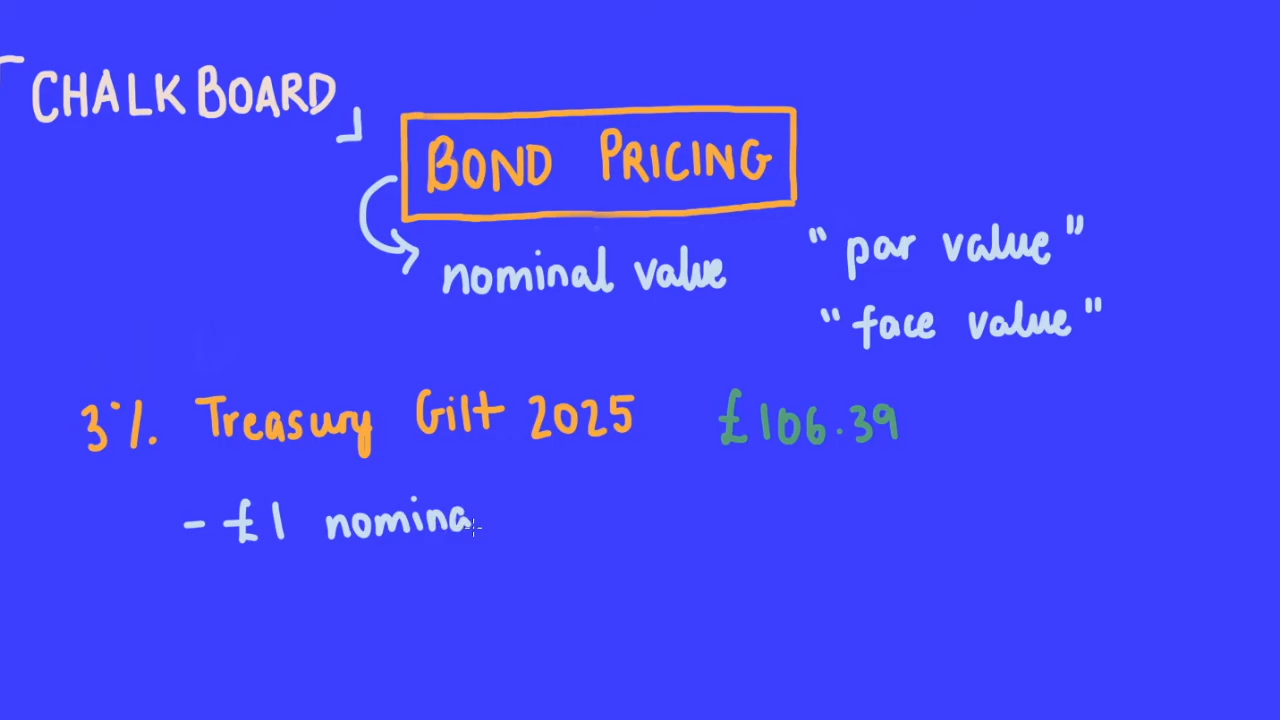 CHALKBOARD
BOND PRICING
nominal value
"par value"
"face value"
3% Treasury Gilt 2025 £106.39
- £1 nomina